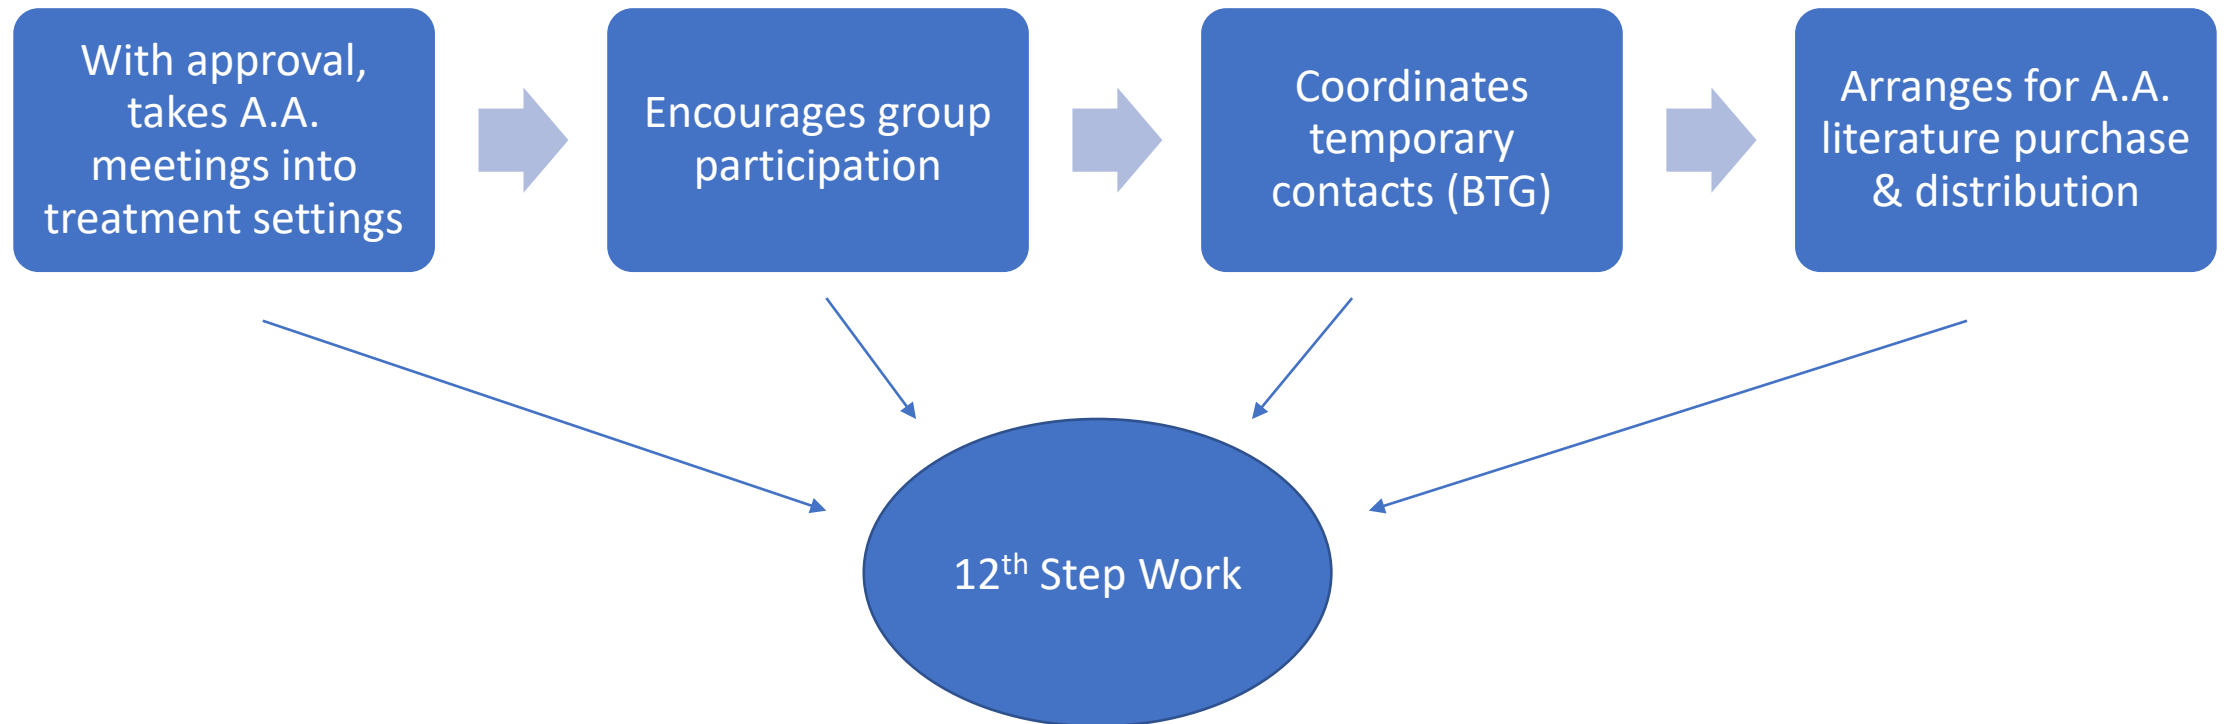 With approval,
takes A.A.
meetings into
treatment settings
Encourages group
participation
Coordinates
temporary
contacts (BTG)
Arranges for A.A.
literature purchase
& distribution
12th Step Work